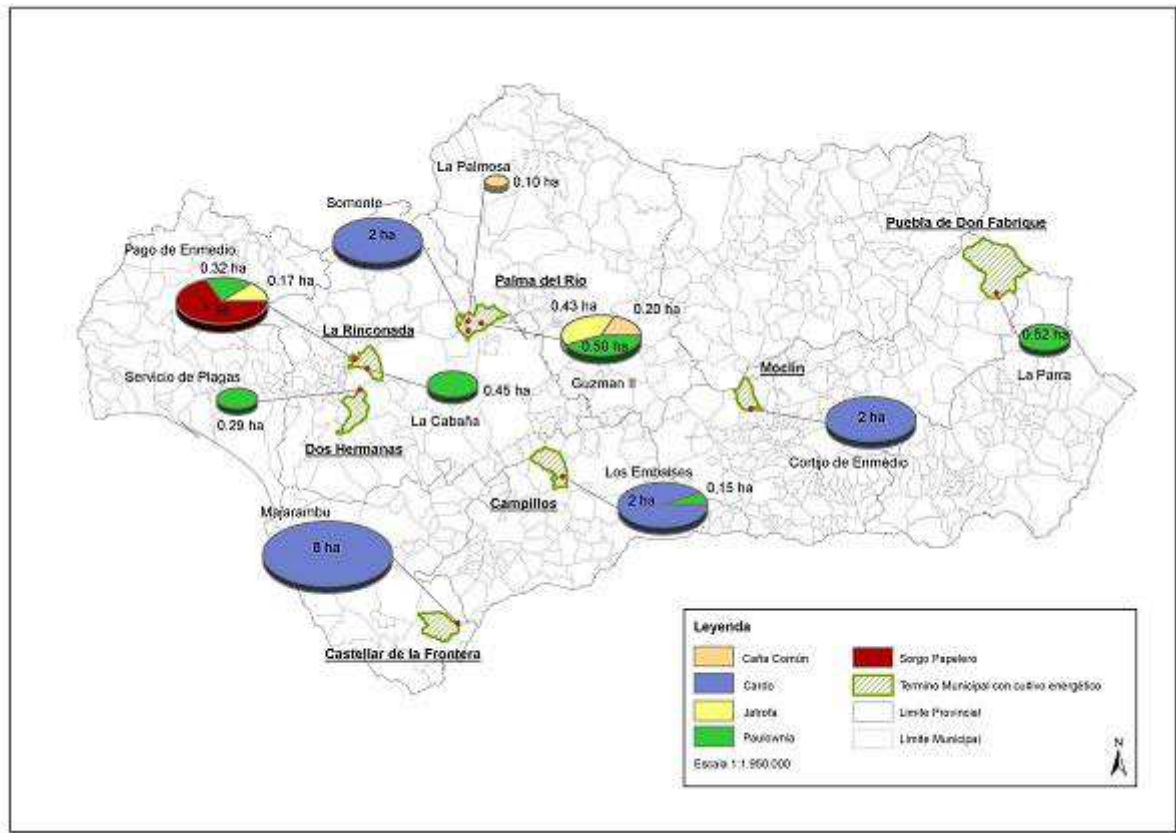 La Palmosa
0.10 ha
Somonte
2 ha
Puebla de Don Fabrique
Pago de Enmedio
0.32 ha
0.17 ha
Palma del Río
0.43 ha
0.20 ha
0.50 ha
Guzman II
La Rinconada
0.52 ha
La Parra
Servicio de Plagas
0.29 ha
0.45 ha
La Cabaña
Moclín
2 ha
Cortijo de Enmedio
Dos Hermanas
Los Embalses
2 ha
0,15 ha
Campillos
Majarambu
Castellar de la Frontera
Leyenda
Caña Común
Cardo
Jatrofa
Paulownia
Sorgo Papelero
Termino Municipal con cultivo energético
Limite Provincial
Limite Municipal
Escala 1:1.950.000
N